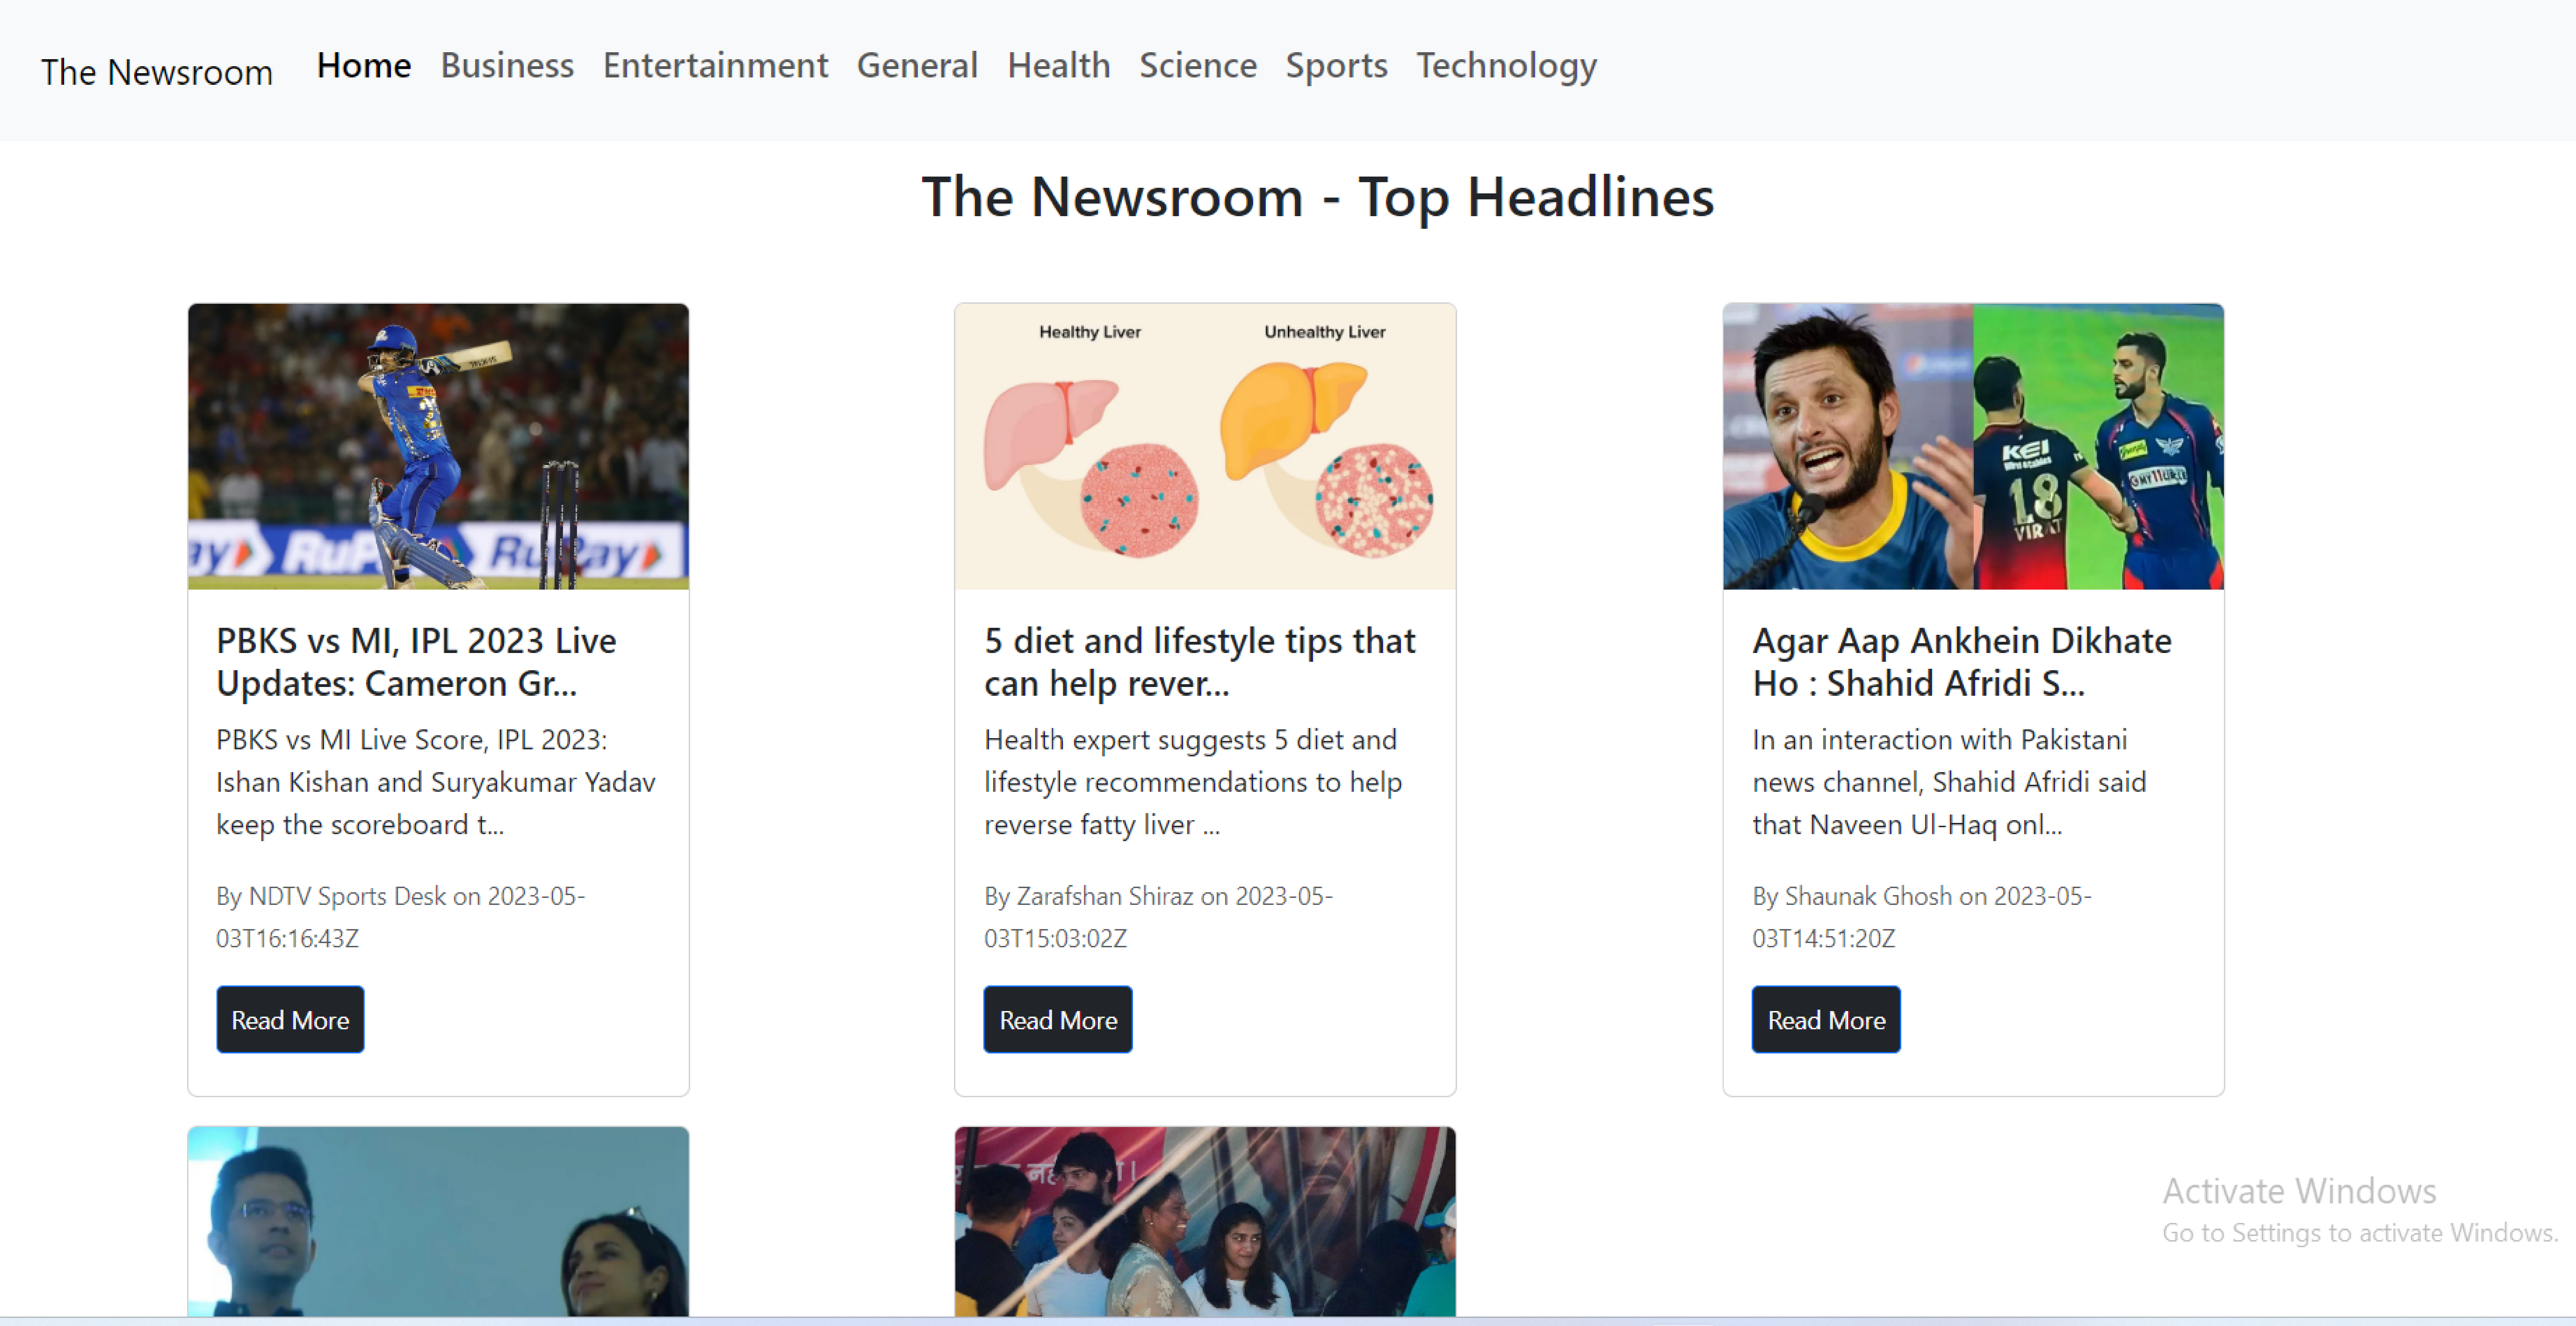 The Newsroom Home Business Entertainment General Health Science Sports Technology
The Newsroom - Top Headlines
RuPay
KEI
18
VIRAT
MY11CIRCLE
PBKS vs MI, IPL 2023 Live
Updates: Cameron Gr...
PBKS vs MI Live Score, IPL 2023:
Ishan Kishan and Suryakumar Yadav
keep the scoreboard t...
By NDTV Sports Desk on 2023-05-
03T16:16:43Z
Read More
Healthy Liver Unhealthy Liver
5 diet and lifestyle tips that
can help rever...
Health expert suggests 5 diet and
lifestyle recommendations to help
reverse fatty liver ...
By Zarafshan Shiraz on 2023-05-
03T15:03:02Z
Read More
Agar Aap Ankhein Dikhate
Ho : Shahid Afridi S...
In an interaction with Pakistani
news channel, Shahid Afridi said
that Naveen Ul-Haq onl...
By Shaunak Ghosh on 2023-05-
03T14:51:20Z
Read More
Activate Windows
Go to Settings to activate Windows.